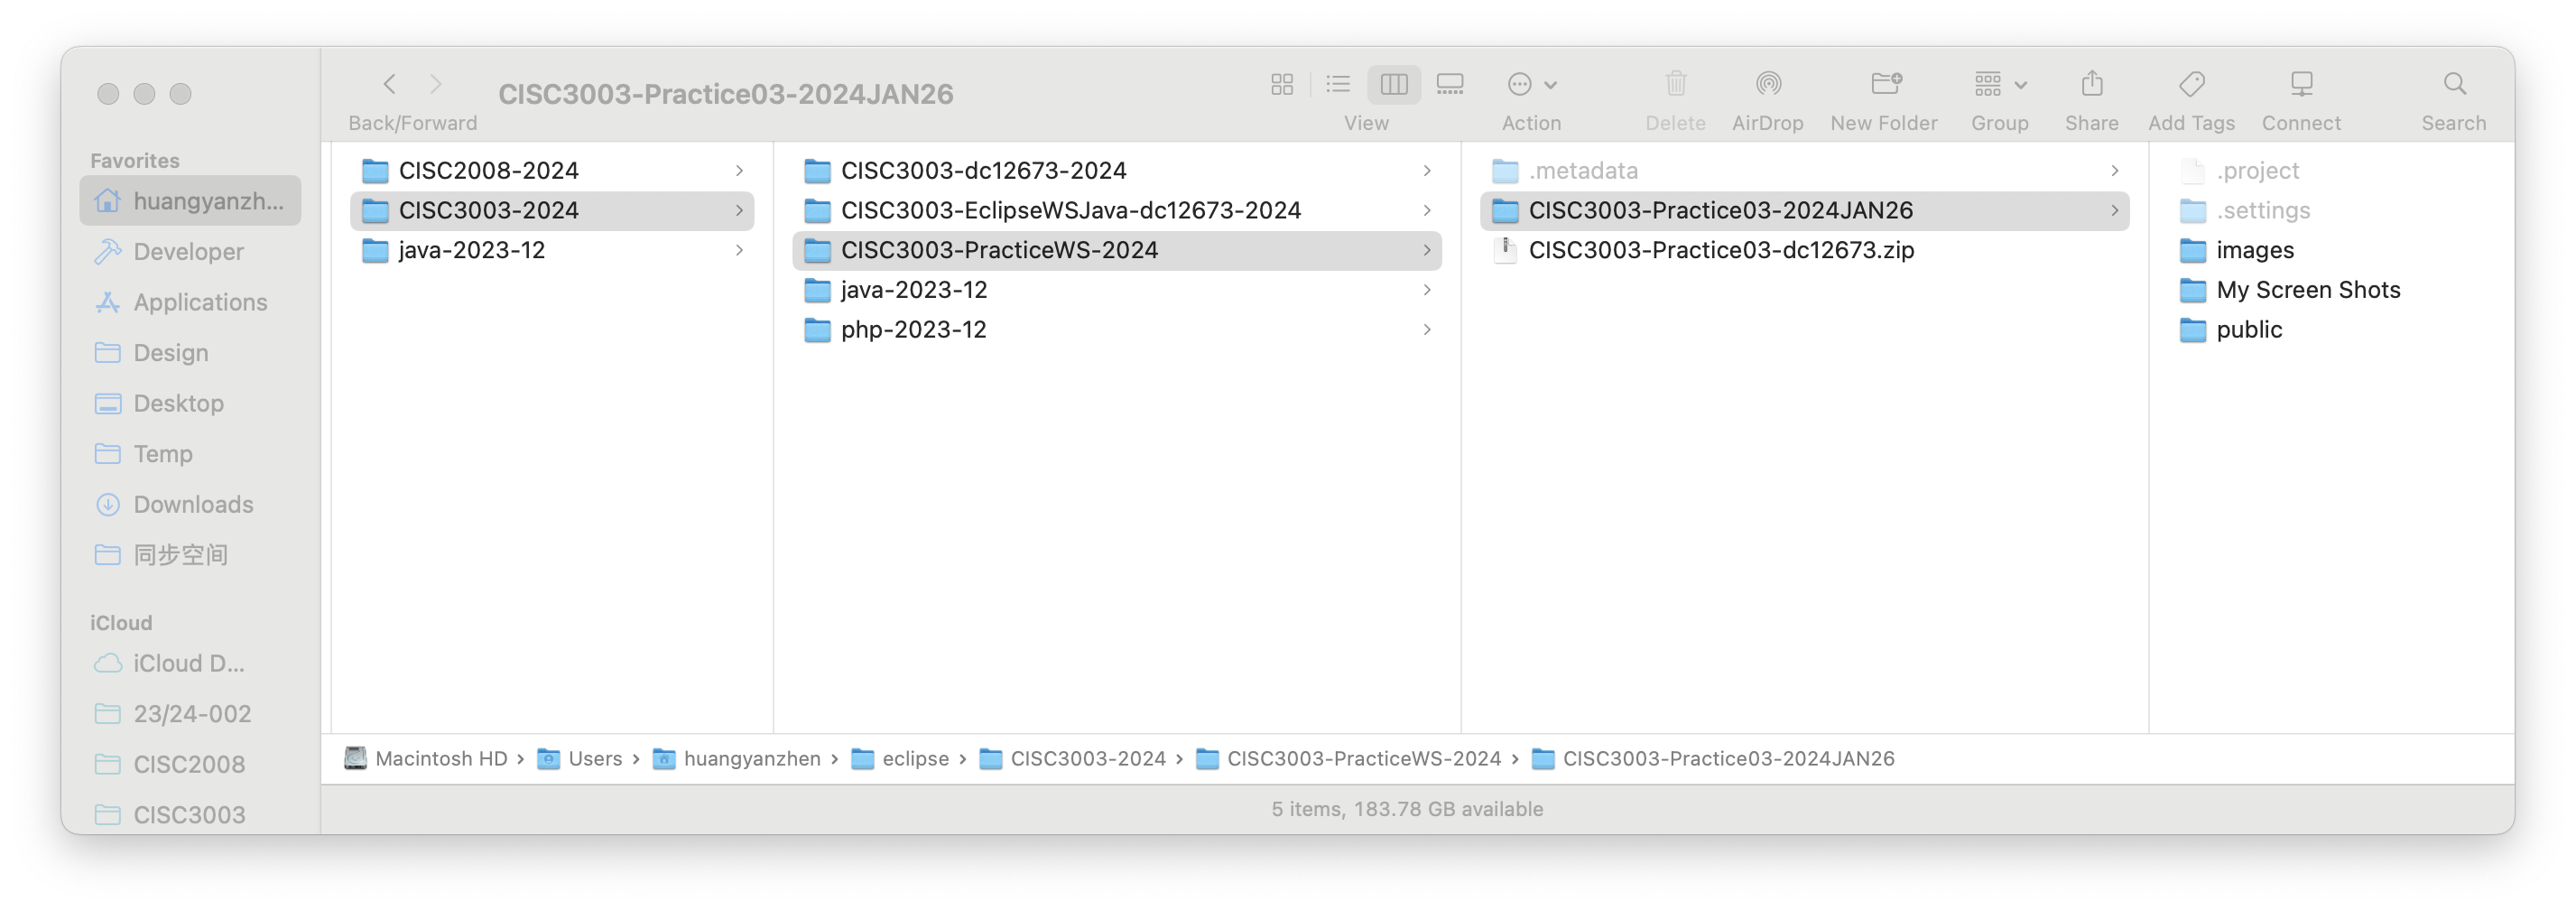 CISC3003-Practice03-2024JAN26
Back/Forward
View
Action
Delete
AirDrop
New Folder
Group
Share
Add Tags
Connect
Search
Favorites
huangyanzh...
Developer
Applications
Design
Desktop
Temp
Downloads
同步空间
iCloud
iCloud D...
23/24-002
CISC2008
CISC3003
CISC2008-2024
CISC3003-2024
java-2023-12
CISC3003-dc12673-2024
CISC3003-EclipseWSJava-dc12673-2024
CISC3003-PracticeWS-2024
java-2023-12
php-2023-12
.metadata
CISC3003-Practice03-2024JAN26
CISC3003-Practice03-dc12673.zip
.project
.settings
images
My Screen Shots
public
Macintosh HD › Users › huangyanzhen › eclipse › CISC3003-2024 › CISC3003-PracticeWS-2024 › CISC3003-Practice03-2024JAN26
5 items, 183.78 GB available